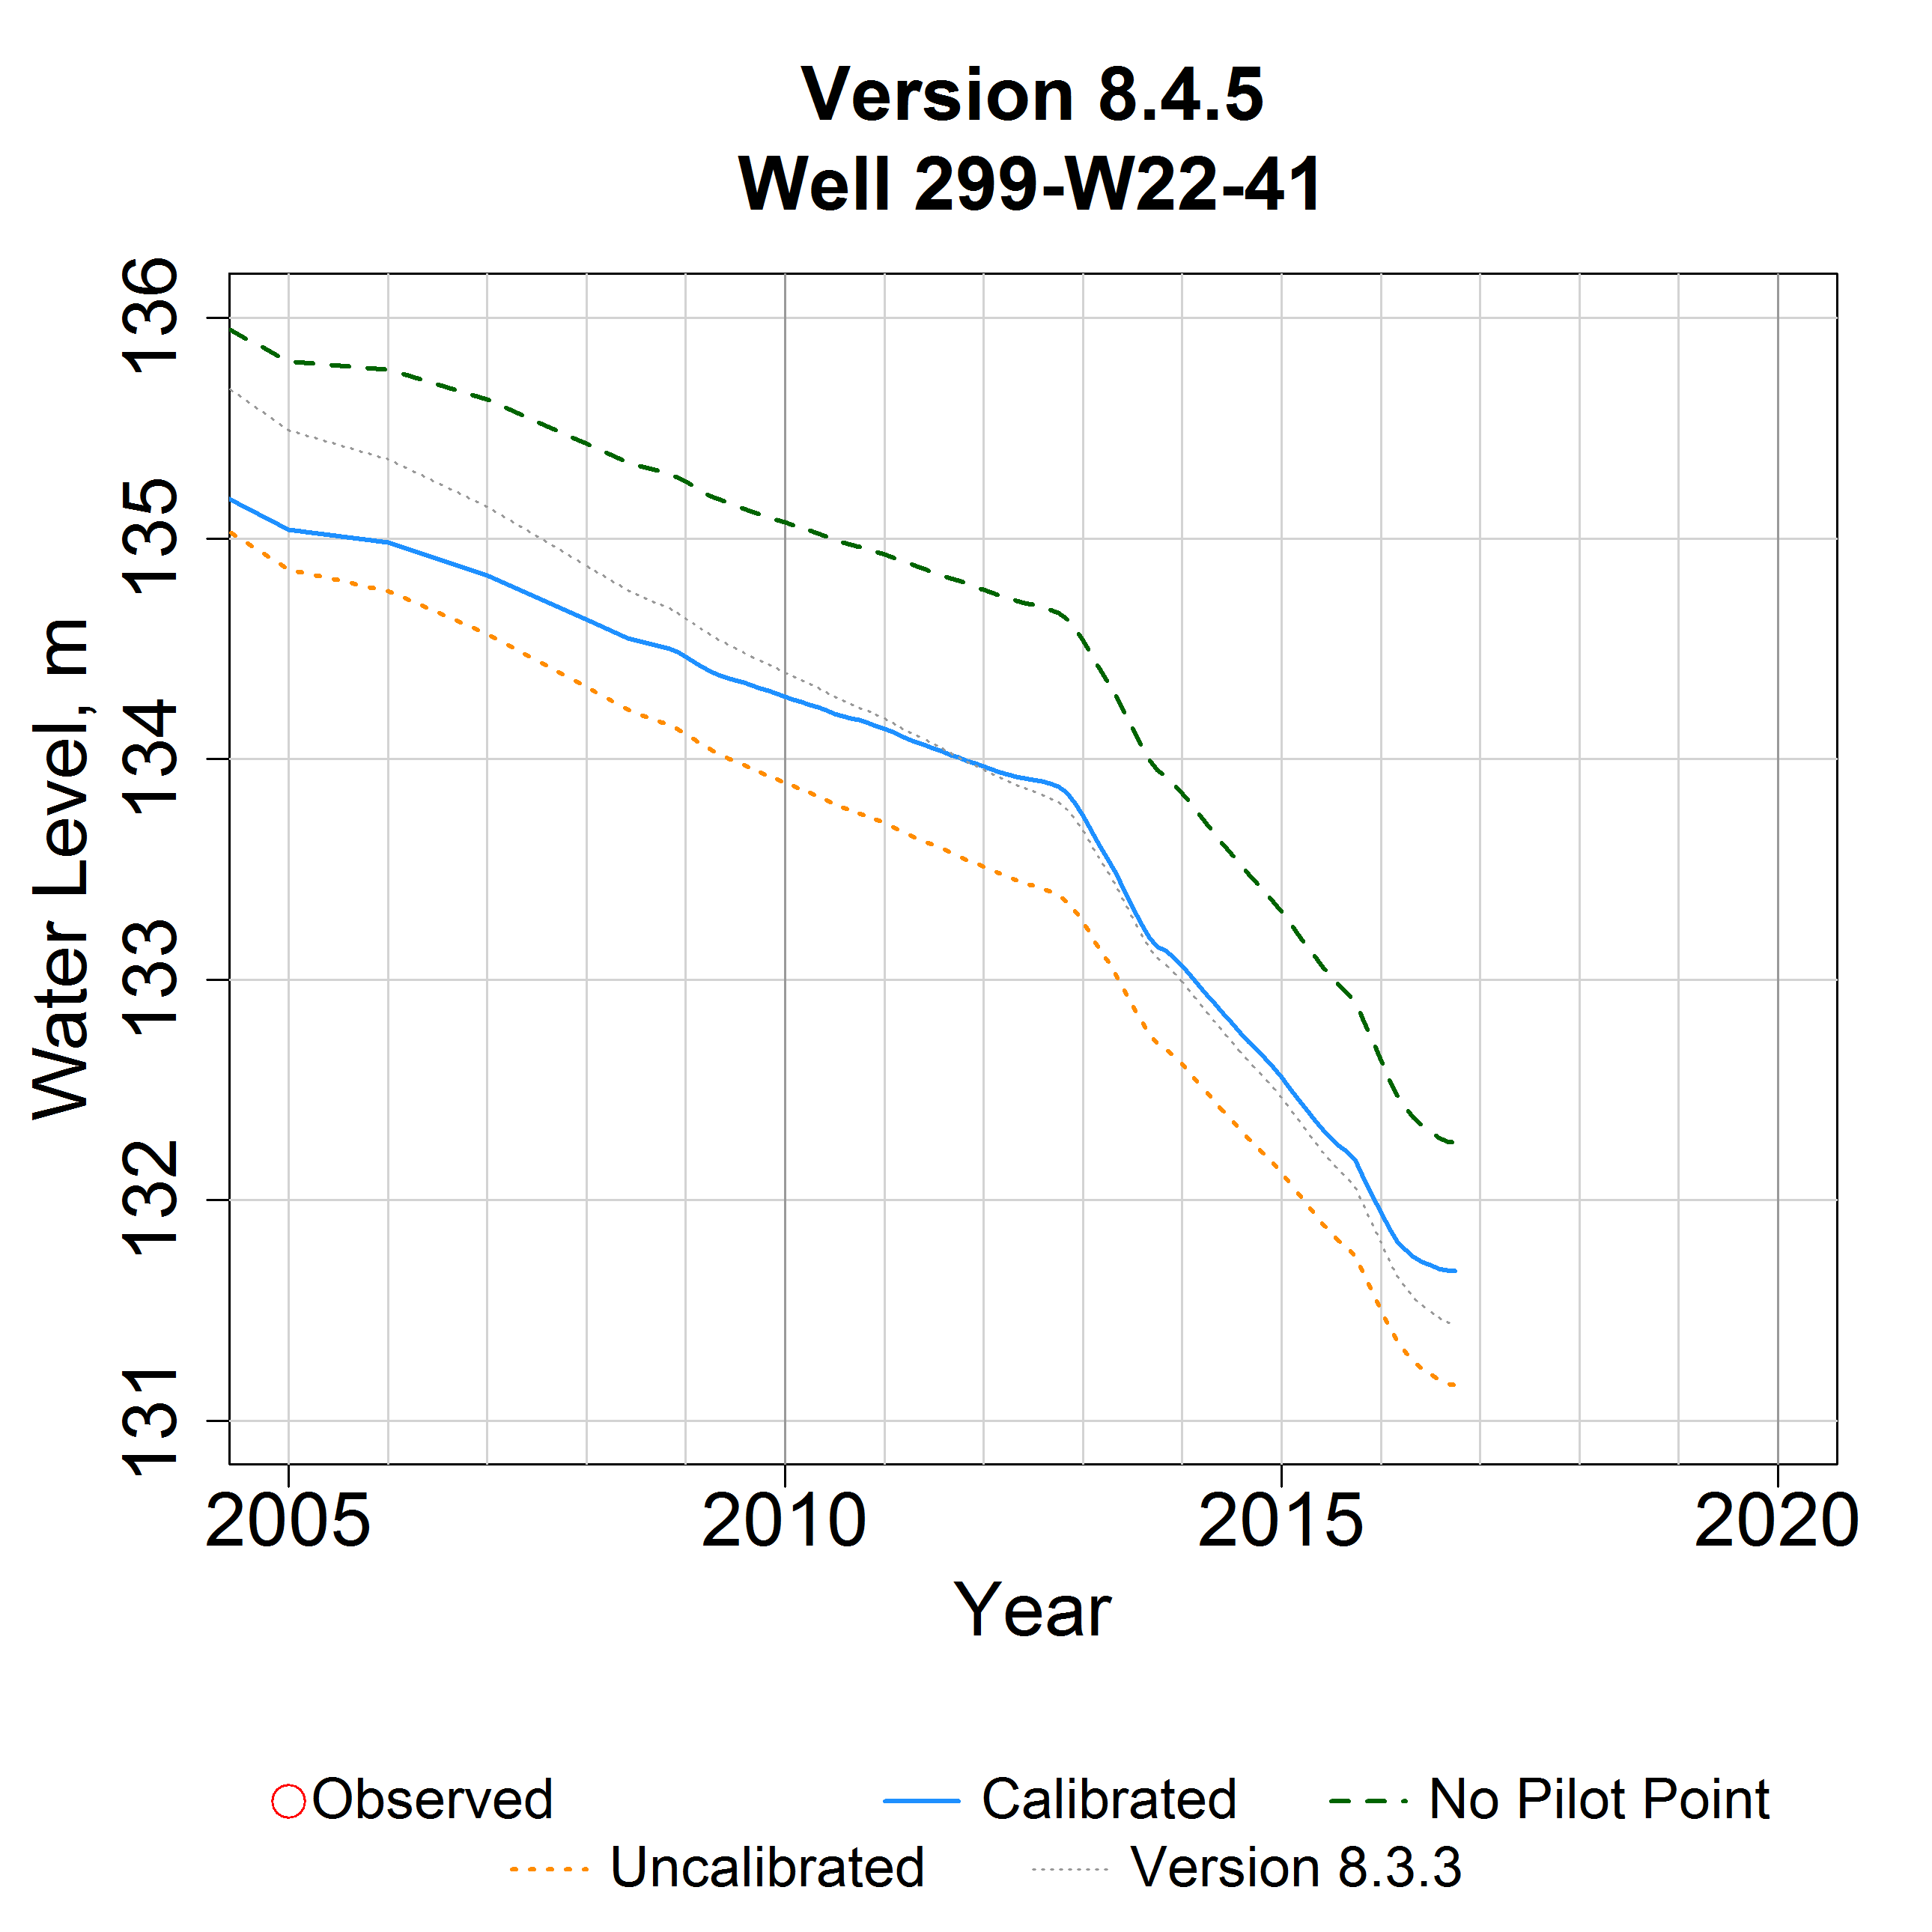 Version 8.4.5
Well 299-W22-41
136
135
134
133
132
131
Water Level, m
2005 2010 2015 2020
Year
Observed Calibrated No Pilot Point
Uncalibrated Version 8.3.3